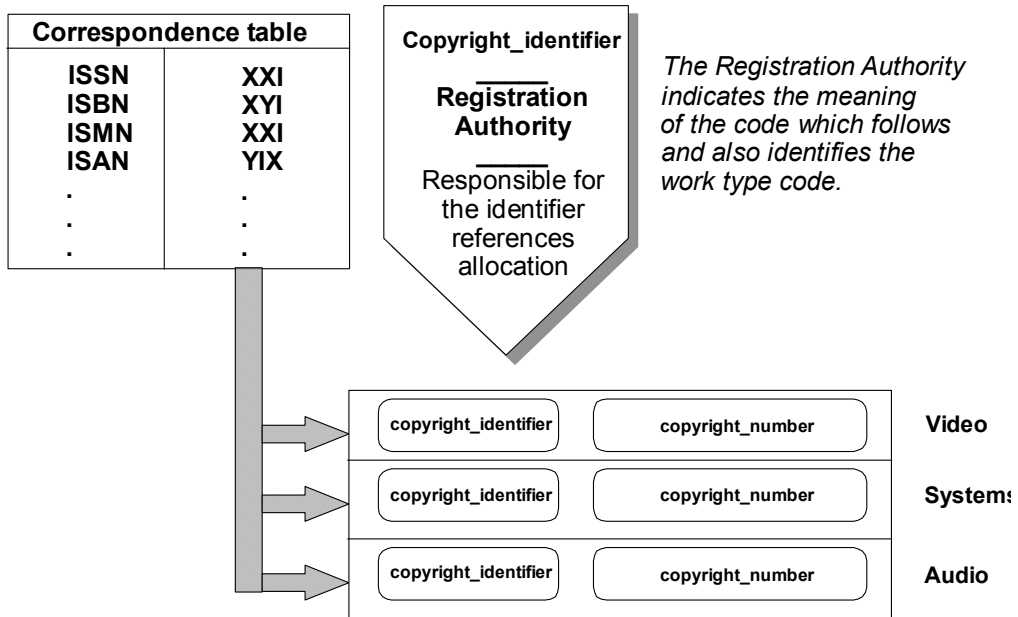 Correspondence table
ISSN XXI
ISBN XYI
ISMN XXI
ISAN YIX
. .
. .
. .
Copyright_identifier
Registration
Authority
Responsible for
the identifier
references
allocation
The Registration Authority
indicates the meaning
of the code which follows
and also identifies the
work type code.
copyright_identifier copyright_number Video
copyright_identifier copyright_number Systems
copyright_identifier copyright_number Audio